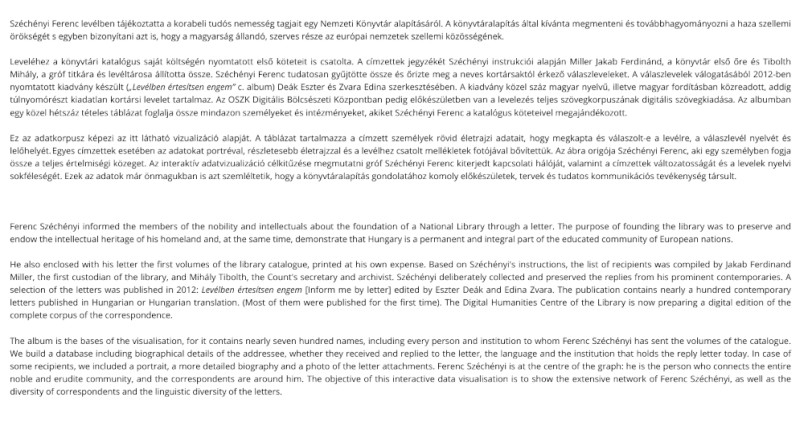 Széchényi Ferenc levélben tájékoztatta a korabeli tudós nemesség tagjait egy Nemzeti Könyvtár alapításáról. A könyvtáralapítás által kívánta megmenteni és továbbhagyományozni a haza szellemi
örökségét s egyben bizonyítani azt is, hogy a magyarság állandó, szerves része az európai nemzetek szellemi közösségének.
Leveléhez a könyvtári katalógus saját költségén nyomtatott első köteteit is csatolta. A címzettek jegyzékét Széchényi instrukciói alapján Miller Jakab Ferdinánd, a könyvtár első őre és Tibolth
Mihály, a gróf titkára és levéltárosa állította össze. Széchényi Ferenc tudatosan gyűjtötte össze és őrizte meg a neves kortársaktól érkező válaszleveleket. A válaszlevelek válogatásából 2012-ben
nyomtatott kiadvány készült („Levélben értesítsen engem” c. album) Deák Eszter és Zvara Edina szerkesztésében. A kiadvány közel száz magyar nyelvű, illetve magyar fordításban közreadott, addig
túlnyomórészt kiadatlan kortársi levelet tartalmaz. Az OSZK Digitális Bölcsészeti Központban pedig előkészületben van a levelezés teljes szövegkorpuszának digitális szövegkiadása. Az albumban
egy közel hétszáz tételes táblázat foglalja össze mindazon személyeket és intézményeket, akiket Széchényi Ferenc a katalógus köteteivel megajándékozott.
Ez az adatkorpusz képezi az itt látható vizualizáció alapját. A táblázat tartalmazza a címzett személyek rövid életrajzi adatait, hogy megkapta és válaszolt-e a levélre, a válaszlevél nyelvét és
lelőhelyét. Egyes címzettek esetében az adatokat portréval, részletesebb életrajzzal és a levélhez csatolt mellékletek fotójával bővítettük. Az ábra origója Széchényi Ferenc, aki egy személyben fogja
össze a teljes értelmiségi közeget. Az interaktív adatvizualizáció célkitűzése megmutatni gróf Széchényi Ferenc kiterjedt kapcsolati hálóját, valamint a címzettek változatosságát és a levelek nyelvi
sokféleségét. Ezek az adatok már önmagukban is azt szemléltetik, hogy a könyvtáralapítás gondolatához komoly előkészületek, tervek és tudatos kommunikációs tevékenység társult.
Ferenc Széchényi informed the members of the nobility and intellectuals about the foundation of a National Library through a letter. The purpose of founding the library was to preserve and
endow the intellectual heritage of his homeland and, at the same time, demonstrate that Hungary is a permanent and integral part of the educated community of European nations.
He also enclosed with his letter the first volumes of the library catalogue, printed at his own expense. Based on Széchényi's instructions, the list of recipients was compiled by Jakab Ferdinand
Miller, the first custodian of the library, and Mihály Tibolth, the Count's secretary and archivist. Széchényi deliberately collected and preserved the replies from his prominent contemporaries. A
selection of the letters was published in 2012: Levélben értesítsen engem [Inform me by letter] edited by Eszter Deák and Edina Zvara. The publication contains nearly a hundred contemporary
letters published in Hungarian or Hungarian translation. (Most of them were published for the first time). The Digital Humanities Centre of the Library is now preparing a digital edition of the
complete corpus of the correspondence.
The album is the bases of the visualisation, for it contains nearly seven hundred names, including every person and institution to whom Ferenc Széchényi has sent the volumes of the catalogue.
We build a database including biographical details of the addressee, whether they received and replied to the letter, the language and the institution that holds the reply letter today. In case of
some recipients, we included a portrait, a more detailed biography and a photo of the letter attachments. Ferenc Széchényi is at the centre of the graph: he is the person who connects the entire
noble and erudite community, and the correspondents are around him. The objective of this interactive data visualisation is to show the extensive network of Ferenc Széchényi, as well as the
diversity of correspondents and the linguistic diversity of the letters.